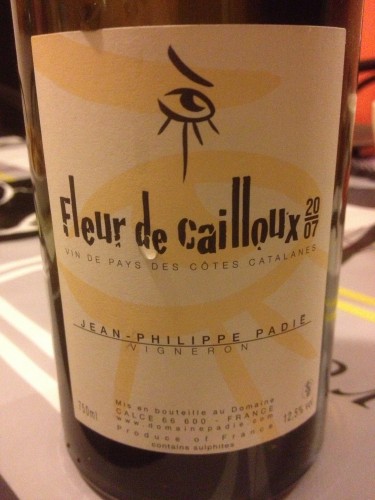 Fleur de cailloux 20
07
VIN DE PAYS DES CÔTES CATALANES
JEAN-PHILIPPE PADIÉ
VIGNERON
Mis en bouteille au Domaine
750ml CALCE 66 600 - FRANCE 12,5% vol
www.domainepadie.com
produce of France
contains sulphites